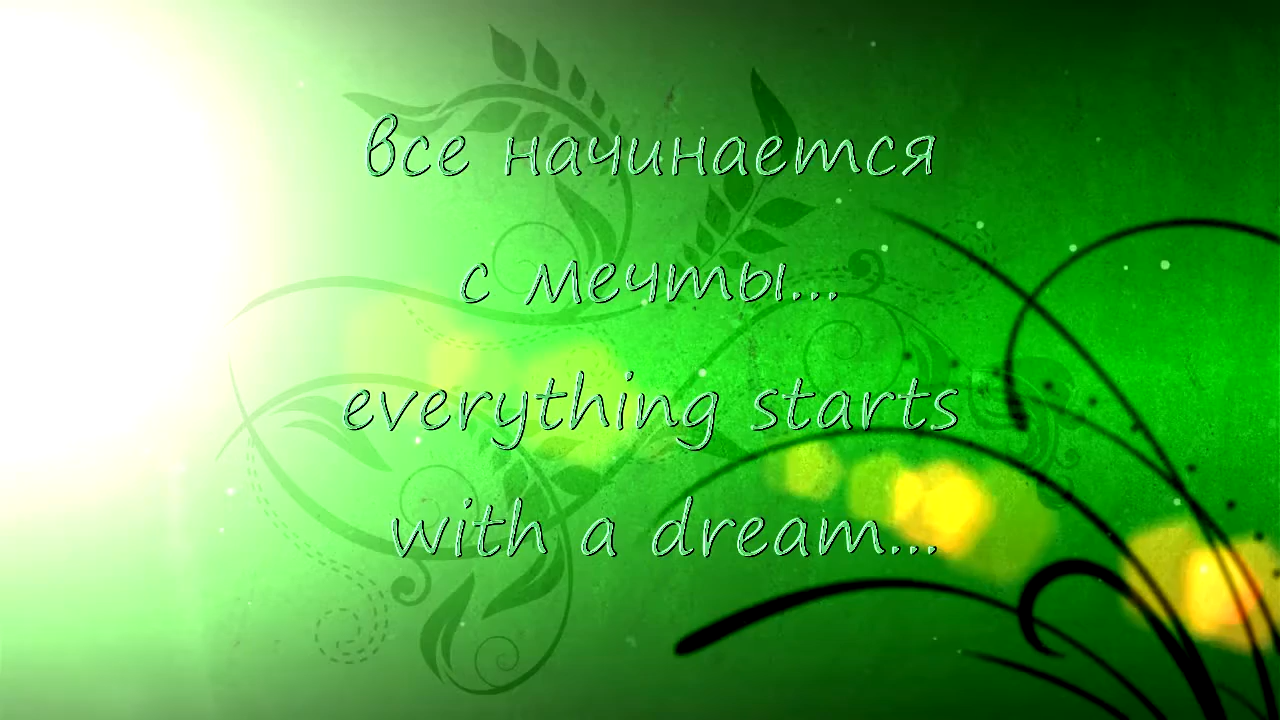 все начинается
с мечты...
everything starts
with a dream...